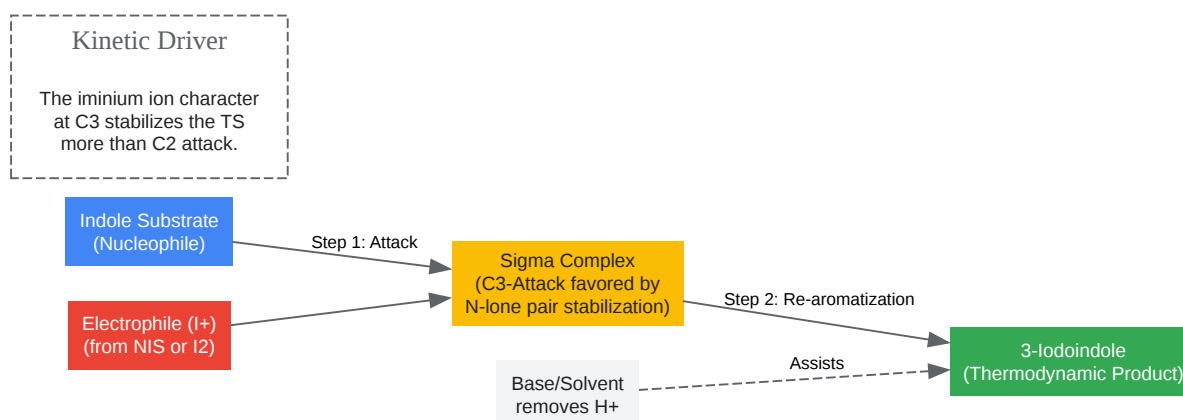 Kinetic Driver
The iminium ion character
at C3 stabilizes the TS
more than C2 attack.
Indole Substrate
(Nucleophile)
Step 1: Attack
Electrophile (I+)
(from NIS or I2)
Sigma Complex
(C3-Attack favored by
N-lone pair stabilization)
Step 2: Re-aromatization
Base/Solvent
removes H+
Assists
3-Iodoindole
(Thermodynamic Product)